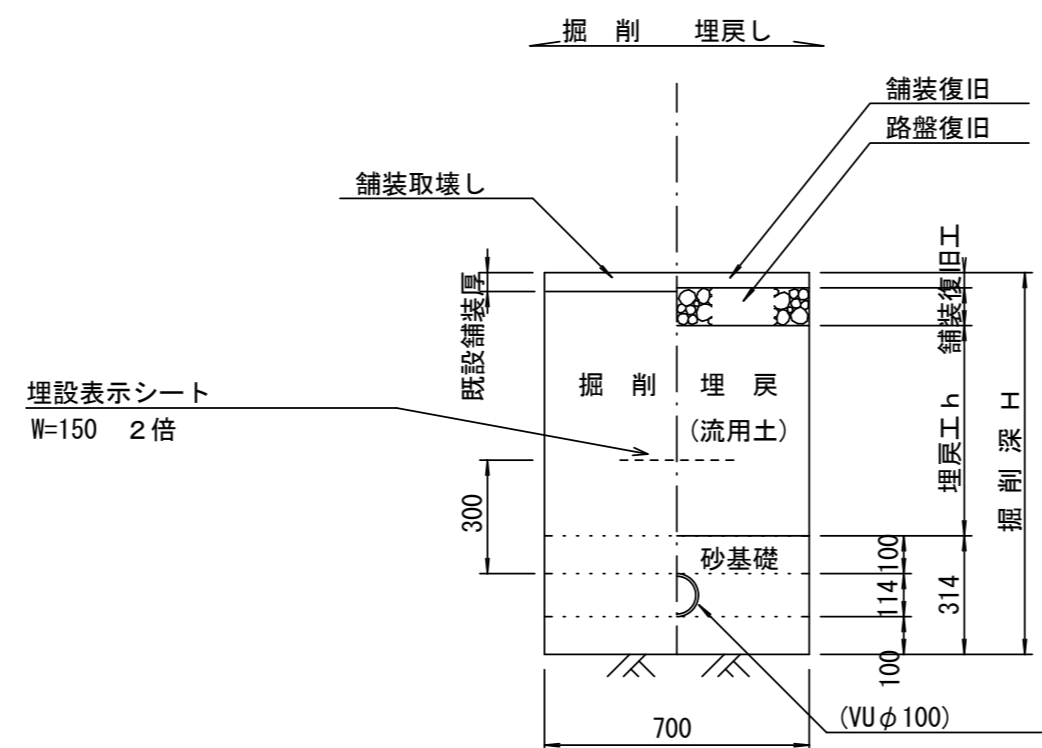 掘 削 埋戻し
舗装復旧
路盤復旧
舗装取壊し
既設舗装厚
舗装復旧工
埋設表示シート
W=150 2倍
掘 削 埋 戻
(流用土)
埋戻工 h
掘 削 深 H
300
砂基礎
100
114
100
314
700
(VUφ100)